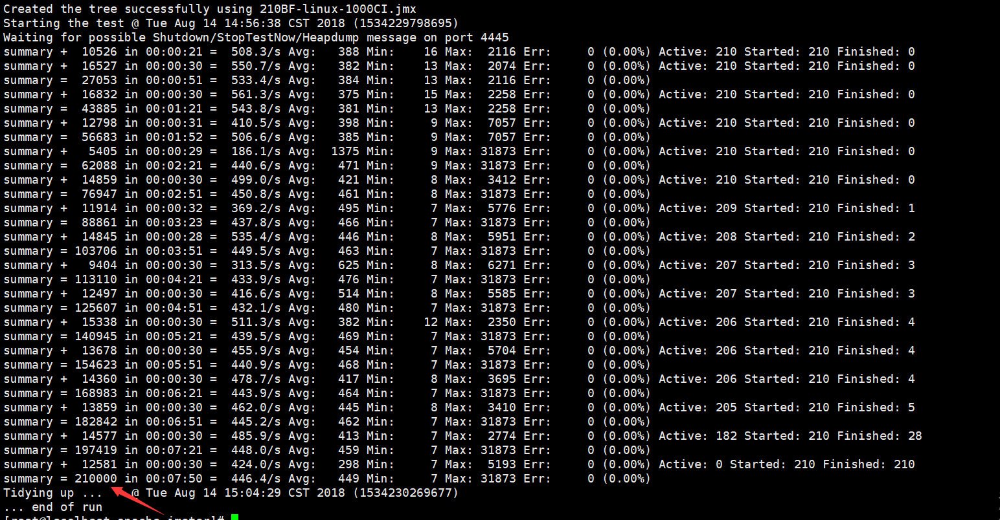 Created the tree successfully using 210BF-linux-1000CI.jmx
Starting the test @ Tue Aug 14 14:56:38 CST 2018 (1534229798695)
Waiting for possible Shutdown/StopTestNow/Heapdump message on port 4445
summary +  10526 in 00:00:21 =  508.3/s Avg:   388 Min:    16 Max:  2116 Err:     0 (0.00%) Active: 210 Started: 210 Finished: 0
summary +  16527 in 00:00:30 =  550.7/s Avg:   382 Min:    13 Max:  2074 Err:     0 (0.00%) Active: 210 Started: 210 Finished: 0
summary =  27053 in 00:00:51 =  533.4/s Avg:   384 Min:    13 Max:  2116 Err:     0 (0.00%)
summary +  16832 in 00:00:30 =  561.3/s Avg:   375 Min:    15 Max:  2258 Err:     0 (0.00%) Active: 210 Started: 210 Finished: 0
summary =  43885 in 00:01:21 =  543.8/s Avg:   381 Min:    13 Max:  2258 Err:     0 (0.00%)
summary +  12798 in 00:00:31 =  410.5/s Avg:   398 Min:     9 Max:  7057 Err:     0 (0.00%) Active: 210 Started: 210 Finished: 0
summary =  56683 in 00:01:52 =  506.6/s Avg:   385 Min:     9 Max:  7057 Err:     0 (0.00%)
summary +   5405 in 00:00:29 =  186.1/s Avg:  1375 Min:     9 Max: 31873 Err:     0 (0.00%) Active: 210 Started: 210 Finished: 0
summary =  62088 in 00:02:21 =  440.6/s Avg:   471 Min:     9 Max: 31873 Err:     0 (0.00%)
summary +  14859 in 00:00:30 =  499.0/s Avg:   421 Min:     8 Max:  3412 Err:     0 (0.00%) Active: 210 Started: 210 Finished: 0
summary =  76947 in 00:02:51 =  450.8/s Avg:   461 Min:     8 Max: 31873 Err:     0 (0.00%)
summary +  11914 in 00:00:32 =  369.2/s Avg:   495 Min:     7 Max:  5776 Err:     0 (0.00%) Active: 209 Started: 210 Finished: 1
summary =  88861 in 00:03:23 =  437.8/s Avg:   466 Min:     7 Max: 31873 Err:     0 (0.00%)
summary +  14845 in 00:00:28 =  535.4/s Avg:   446 Min:     8 Max:  5951 Err:     0 (0.00%) Active: 208 Started: 210 Finished: 2
summary = 103706 in 00:03:51 =  449.5/s Avg:   463 Min:     7 Max: 31873 Err:     0 (0.00%)
summary +   9404 in 00:00:30 =  313.5/s Avg:   625 Min:     8 Max:  6271 Err:     0 (0.00%) Active: 207 Started: 210 Finished: 3
summary = 113110 in 00:04:21 =  433.9/s Avg:   476 Min:     7 Max: 31873 Err:     0 (0.00%)
summary +  12497 in 00:00:30 =  416.6/s Avg:   514 Min:     8 Max:  5585 Err:     0 (0.00%) Active: 207 Started: 210 Finished: 3
summary = 125607 in 00:04:51 =  432.1/s Avg:   480 Min:     7 Max: 31873 Err:     0 (0.00%)
summary +  15338 in 00:00:30 =  511.3/s Avg:   382 Min:    12 Max:  2350 Err:     0 (0.00%) Active: 206 Started: 210 Finished: 4
summary = 140945 in 00:05:21 =  439.5/s Avg:   469 Min:     7 Max: 31873 Err:     0 (0.00%)
summary +  13678 in 00:00:30 =  455.9/s Avg:   454 Min:     7 Max:  5704 Err:     0 (0.00%) Active: 206 Started: 210 Finished: 4
summary = 154623 in 00:05:51 =  440.9/s Avg:   468 Min:     7 Max: 31873 Err:     0 (0.00%)
summary +  14360 in 00:00:30 =  478.7/s Avg:   417 Min:     8 Max:  3695 Err:     0 (0.00%) Active: 206 Started: 210 Finished: 4
summary = 168983 in 00:06:21 =  443.9/s Avg:   464 Min:     7 Max: 31873 Err:     0 (0.00%)
summary +  13859 in 00:00:30 =  462.0/s Avg:   445 Min:     8 Max:  3410 Err:     0 (0.00%) Active: 205 Started: 210 Finished: 5
summary = 182842 in 00:06:51 =  445.2/s Avg:   462 Min:     7 Max: 31873 Err:     0 (0.00%)
summary +  14577 in 00:00:30 =  485.9/s Avg:   413 Min:     7 Max:  2774 Err:     0 (0.00%) Active: 182 Started: 210 Finished: 28
summary = 197419 in 00:07:21 =  448.0/s Avg:   459 Min:     7 Max: 31873 Err:     0 (0.00%)
summary +  12581 in 00:00:30 =  424.0/s Avg:   298 Min:     7 Max:  5193 Err:     0 (0.00%) Active: 0 Started: 210 Finished: 210
summary = 210000 in 00:07:50 =  446.4/s Avg:   449 Min:     7 Max: 31873 Err:     0 (0.00%)
Tidying up ...    @ Tue Aug 14 15:04:29 CST 2018 (1534230269677)
... end of run